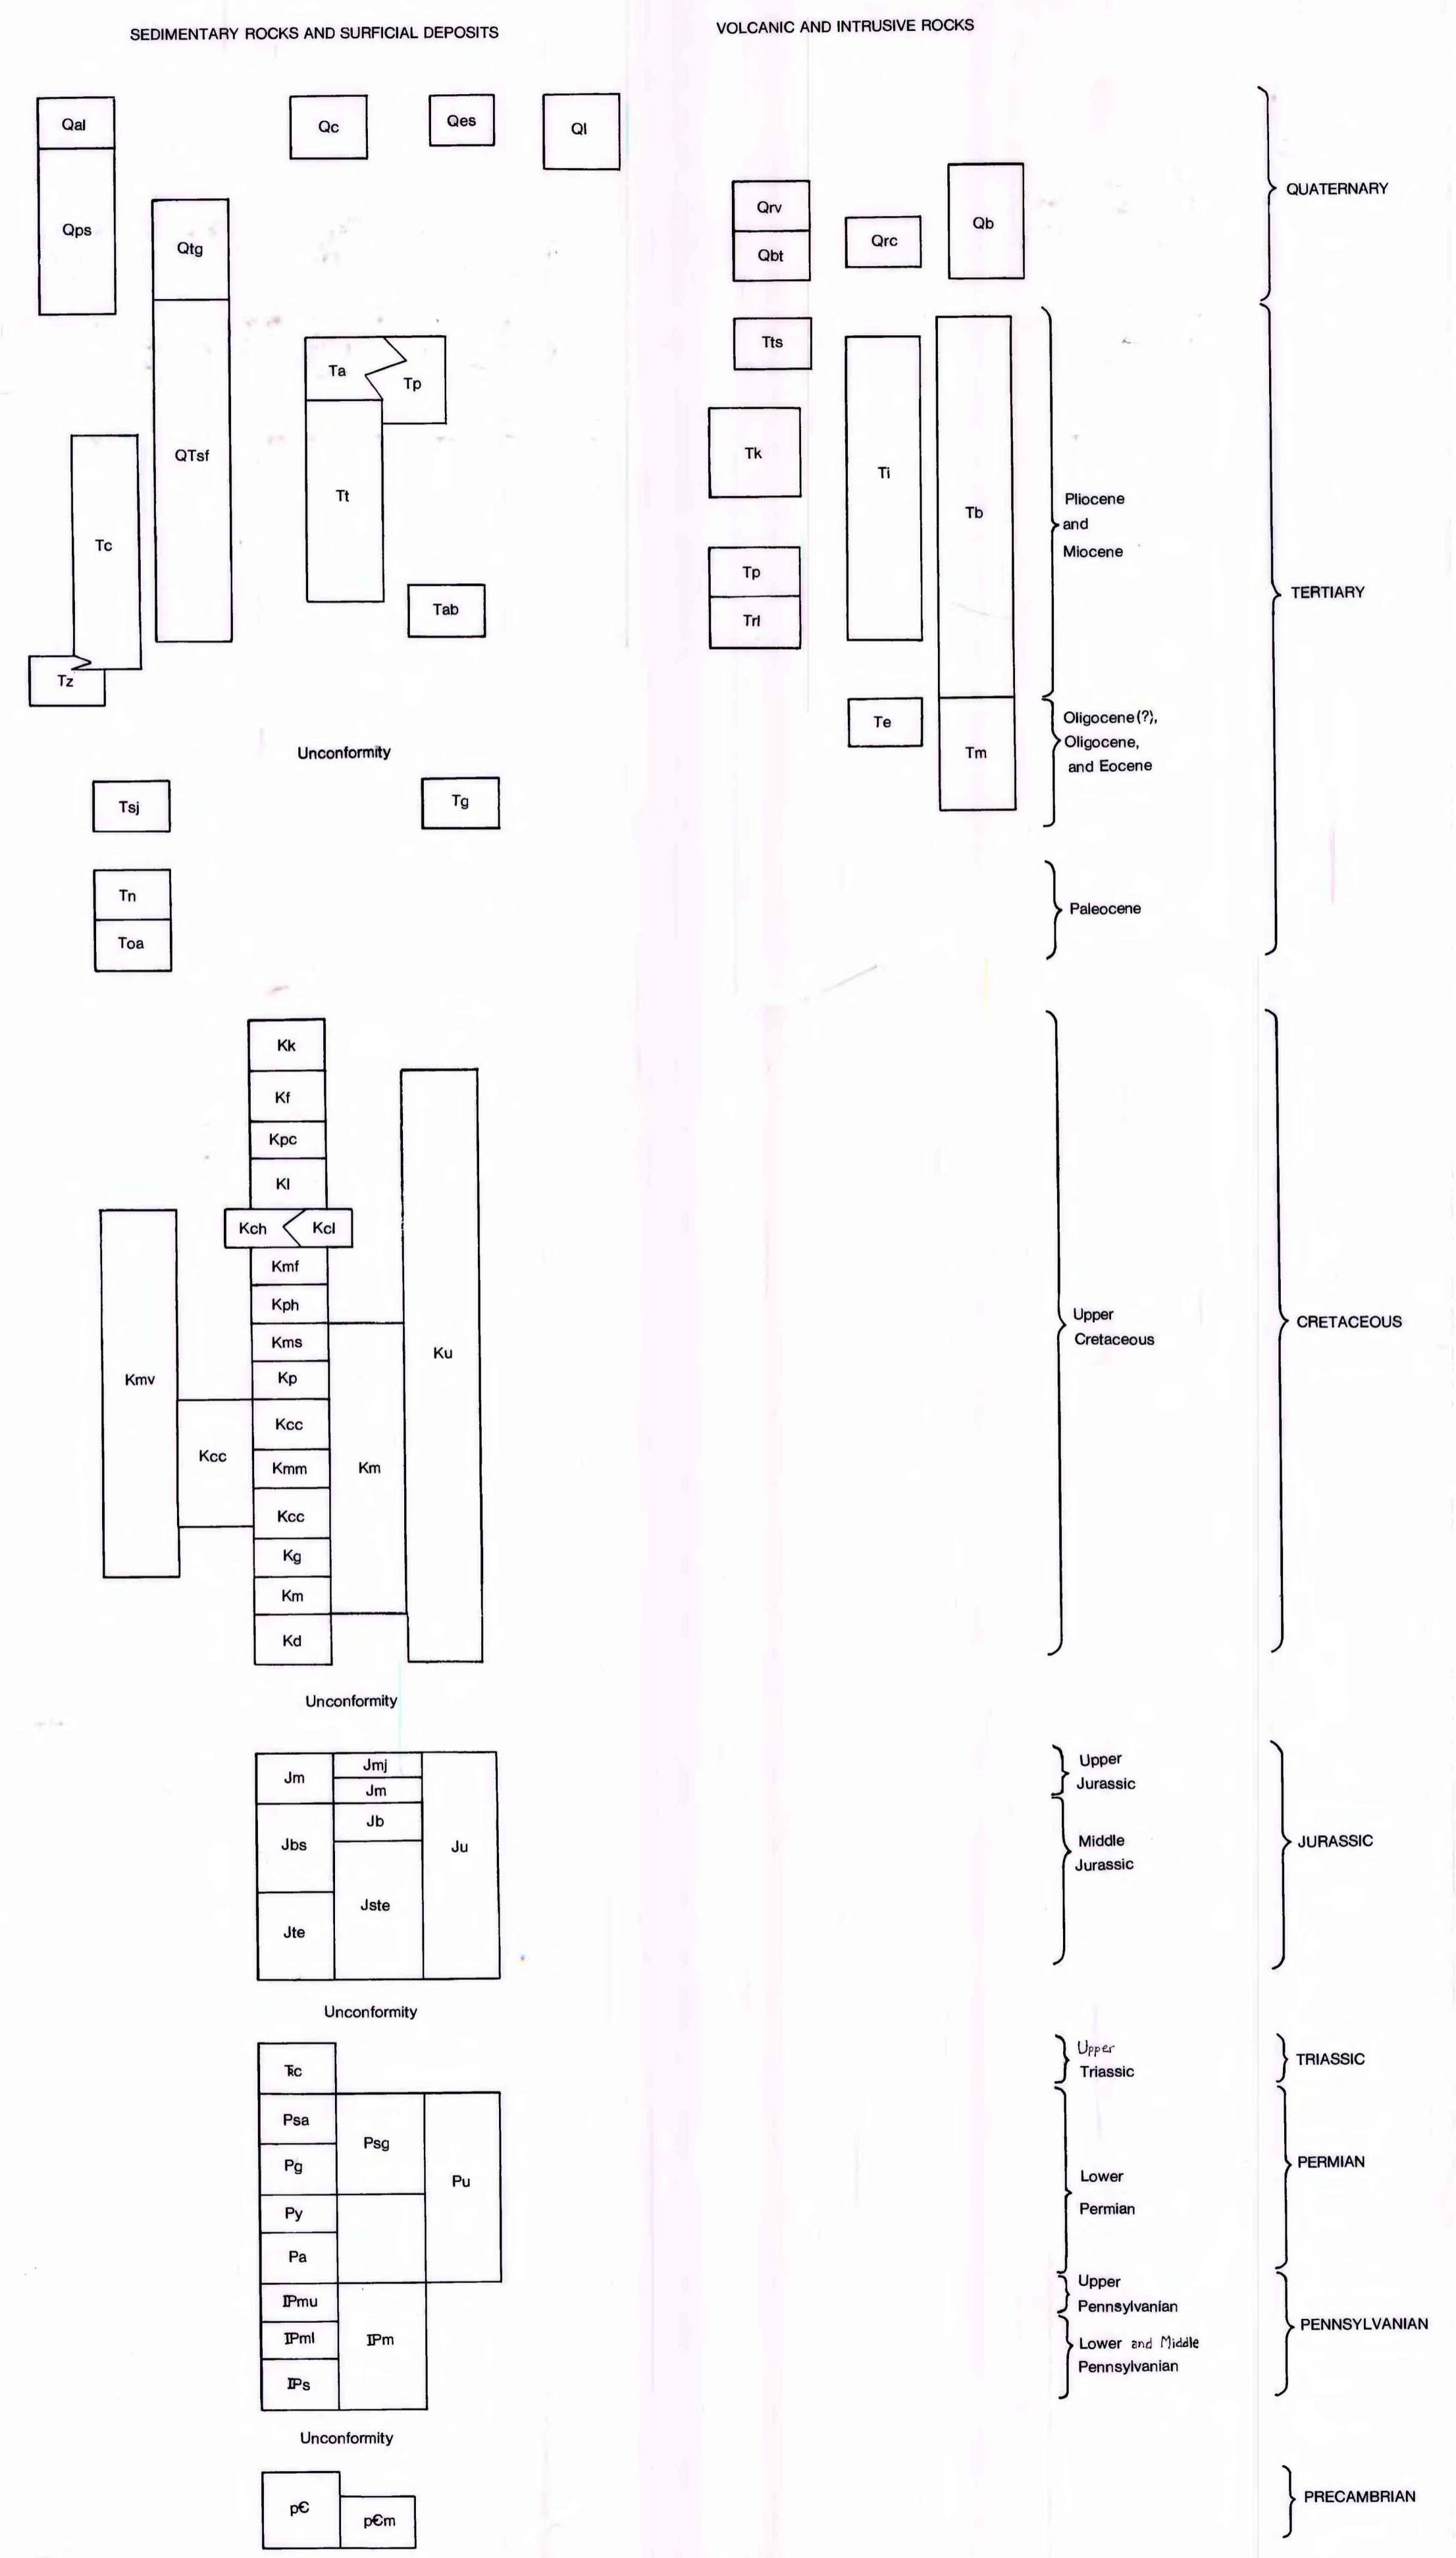 SEDIMENTARY ROCKS AND SURFICIAL DEPOSITS
VOLCANIC AND INTRUSIVE ROCKS
Qal
Qc
Qes
Ql
Qps
Qtg
Qrv
Qbt
Qrc
Qb
QUATERNARY
QTsf
Ta
Tp
Tt
Tc
Tab
Tz
Tts
Tk
Tp
Trl
Ti
Tb
Te
Tm
Pliocene
and
Miocene
Oligocene(?),
Oligocene,
and Eocene
TERTIARY
Unconformity
Tsj
Tg
Tn
Toa
Paleocene
Kk
Kf
Kpc
Kl
Kch
Kcl
Kmf
Kph
Kms
Kp
Kcc
Kmm
Kcc
Kg
Km
Kd
Kmv
Kcc
Km
Ku
Upper
Cretaceous
CRETACEOUS
Unconformity
Jm
Jmj
Jm
Jb
Jbs
Jste
Jte
Ju
Upper
Jurassic
Middle
Jurassic
JURASSIC
Unconformity
Ꞧc
Upper
Triassic
TRIASSIC
Psa
Psg
Pg
Pu
Py
Pa
Lower
Permian
PERMIAN
IPmu
IPml
IPm
IPs
Upper
Pennsylvanian
Lower and Middle
Pennsylvanian
PENNSYLVANIAN
Unconformity
p€
p€m
PRECAMBRIAN